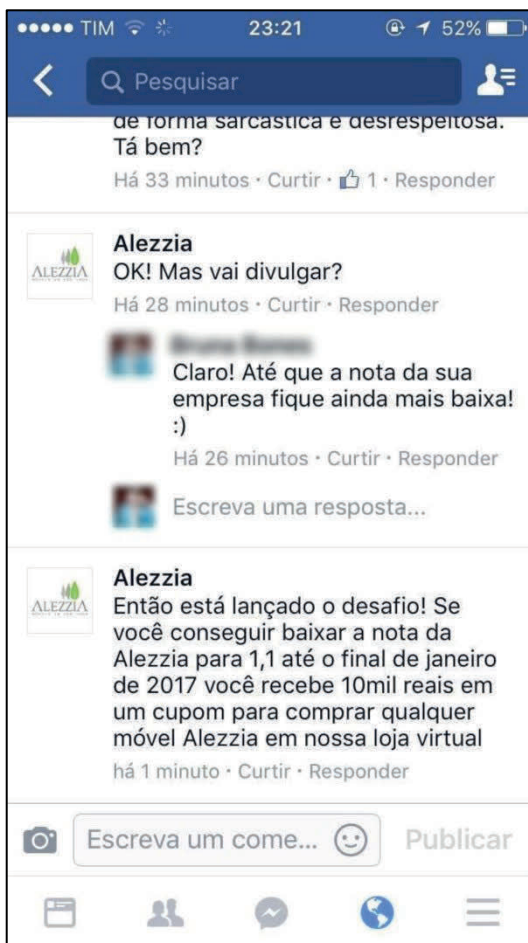 TIM 23:21 52%
Pesquisar
de forma sarcástica e desrespeitosa.
Tá bem?
Há 33 minutos · Curtir · 1 · Responder
ALEZZIA
Alezzia
OK! Mas vai divulgar?
Há 28 minutos · Curtir · Responder
Claro! Até que a nota da sua
empresa fique ainda mais baixa!
:)
Há 26 minutos · Curtir · Responder
Escreva uma resposta...
ALEZZIA
Alezzia
Então está lançado o desafio! Se
você conseguir baixar a nota da
Alezzia para 1,1 até o final de janeiro
de 2017 você recebe 10mil reais em
um cupom para comprar qualquer
móvel Alezzia em nossa loja virtual
há 1 minuto · Curtir · Responder
Escreva um come... Publicar